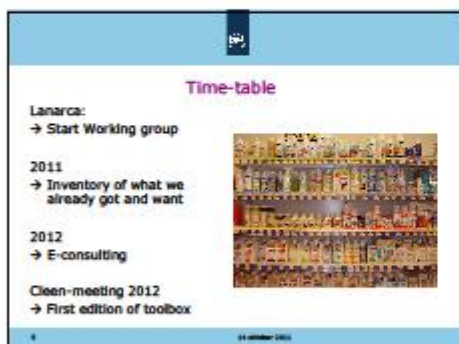 Time-table
Lanarca:
→ Start Working group
2011
→ Inventory of what we
already got and want
2012
→ E-consulting
Cleen-meeting 2012
→ First edition of toolbox